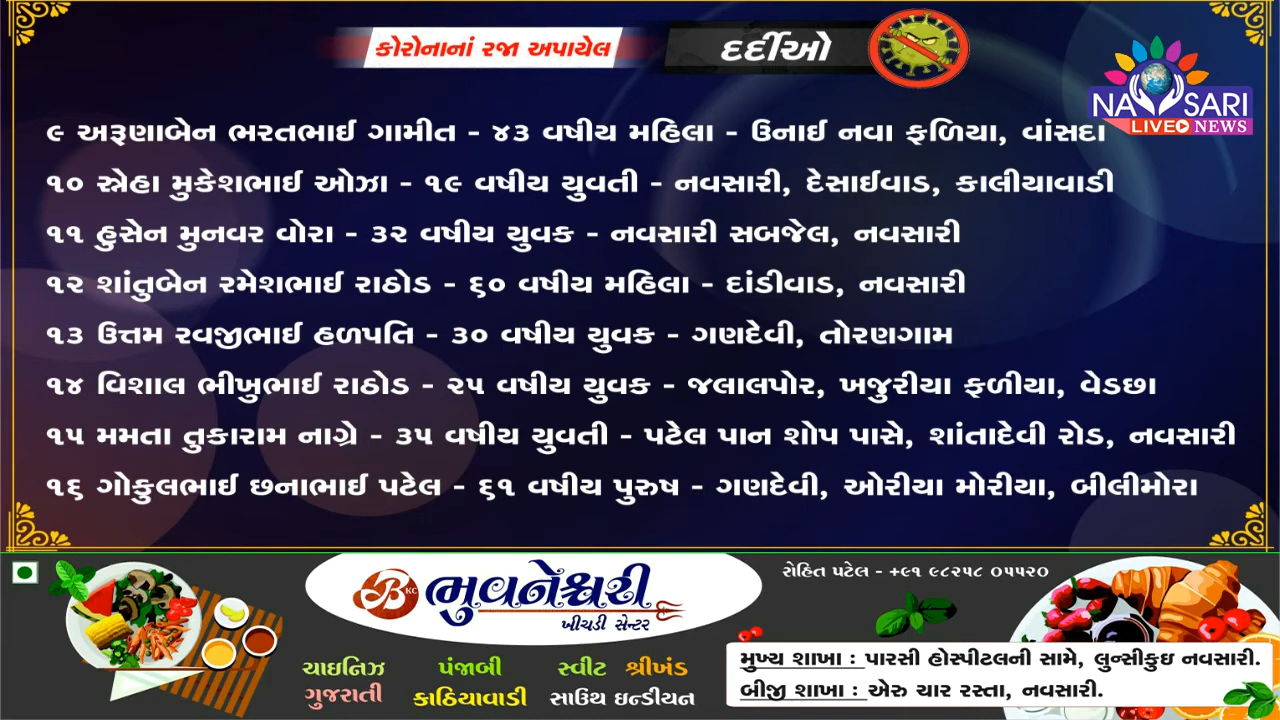 કોરોનાનાં રજા અપાયેલ દર્દીઓ
NAVSARI
LIVE NEWS
૯ અરૂણાબેન ભરતભાઈ ગામીત - ૪૩ વર્ષીય મહિલા - ઉનાઈ નવા ફળિયા, વાંસદા
૧૦ સ્નેહા મુકેશભાઈ ઓઝા - ૧૯ વર્ષીય યુવતી - નવસારી, દેસાઈવાડ, કાલીયાવાડી
૧૧ હુસેન મુનવર વોરા - ૩૨ વર્ષીય યુવક - નવસારી સબજેલ, નવસારી
૧૨ શાંતુબેન રમેશભાઈ રાઠોડ - ૬૦ વર્ષીય મહિલા - દાંડીવાડ, નવસારી
૧૩ ઉત્તમ રવજીભાઈ હળપતિ - ૩૦ વર્ષીય યુવક - ગણદેવી, તોરણગામ
૧૪ વિશાલ ભીખુભાઈ રાઠોડ - ૨૫ વર્ષીય યુવક - જલાલપોર, ખજુરીયા ફળીયા, વેડછા
૧૫ મમતા તુકારામ નાગ્રે - ૩૫ વર્ષીય યુવતી - પટેલ પાન શોપ પાસે, શાંતાદેવી રોડ, નવસારી
૧૬ ગોકુલભાઈ છનાભાઈ પટેલ - ૬૧ વર્ષીય પુરુષ - ગણદેવી, ઓરીયા મોરીયા, બીલીમોરા
BKC
ભુવનેશ્વરી
ખીચડી સેન્ટર
રોહિત પટેલ - +૯૧ ૯૮૨૫૮ ૦૫૫૨૦
ચાઇનિઝ પંજાબી સ્વીટ શ્રીખંડ
ગુજરાતી કાઠિયાવાડી સાઉથ ઇન્ડીયન
મુખ્ય શાખા : પારસી હોસ્પીટલની સામે, લુન્સીકુઇ નવસારી.
બીજી શાખા : એરુ ચાર રસ્તા, નવસારી.